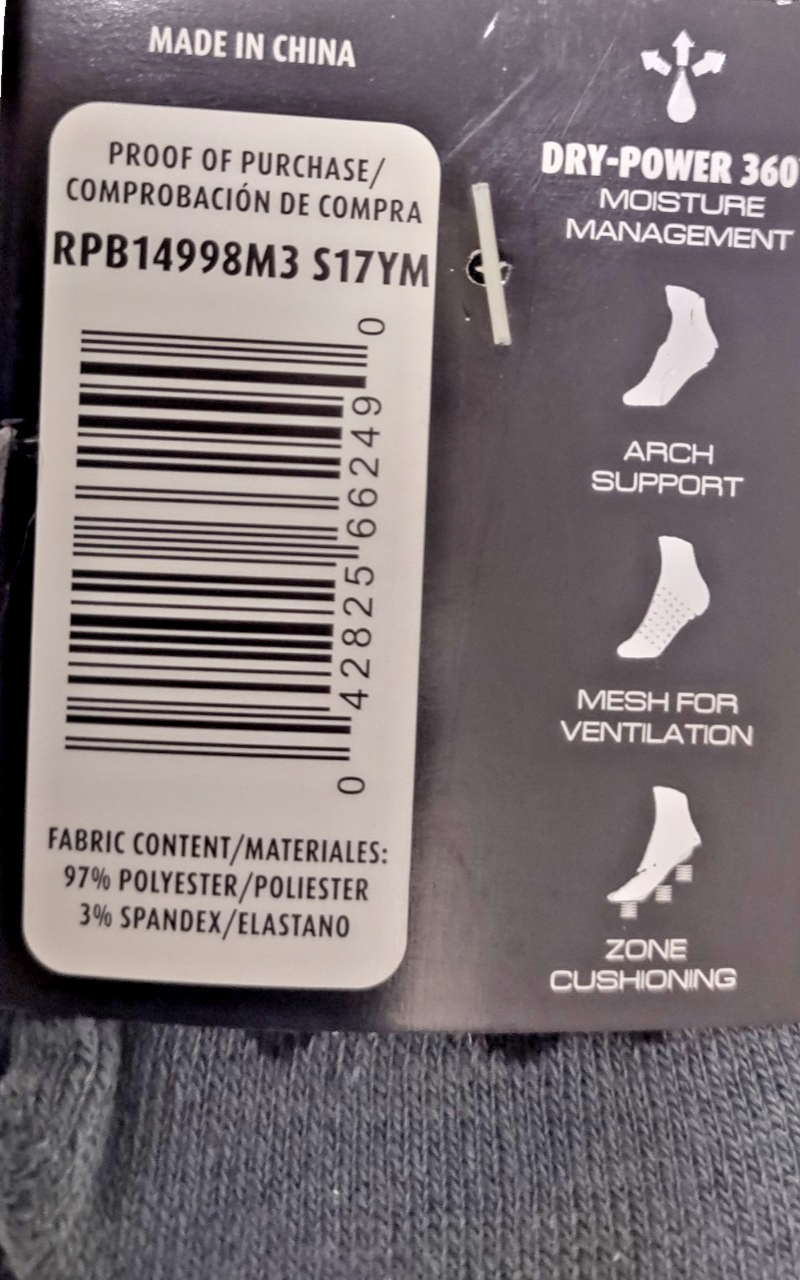 MADE IN CHINA
PROOF OF PURCHASE/
COMPROBACIÓN DE COMPRA
RPB14998M3 S17YM
0 42825 66249 0
FABRIC CONTENT/MATERIALES:
97% POLYESTER/POLIESTER
3% SPANDEX/ELASTANO
DRY-POWER 360°
MOISTURE
MANAGEMENT
ARCH
SUPPORT
MESH FOR
VENTILATION
ZONE
CUSHIONING